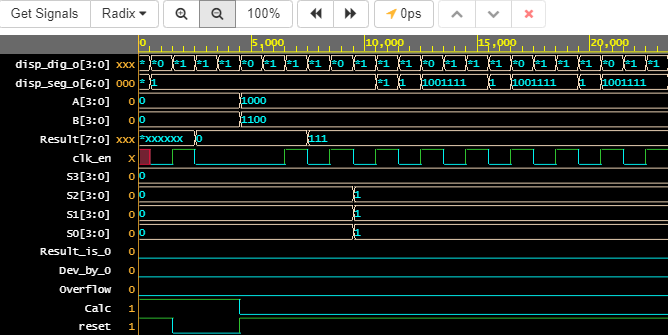 Get Signals Radix 100% 0ps
0 5,000 10,000 15,000 20,000
disp_dig_o[3:0] xxx * *0 *1 *1 *1 *0 *1 *1 *1 *0 *1 *1 *1 *0 *1 *1 *1 *0 *1 *1 *1 *0 *1
disp_seg_o[6:0] 000 * 1 *1 1 1001111 1 1001111 1 1001111
A[3:0] 0 0 1000
B[3:0] 0 0 1100
Result[7:0] xxx *xxxxxx 0 111
clk_en X
S3[3:0] 0 0
S2[3:0] 0 0 1
S1[3:0] 0 0 1
S0[3:0] 0 0 1
Result_is_0 0
Dev_by_0 0
Overflow 0
Calc 1
reset 1